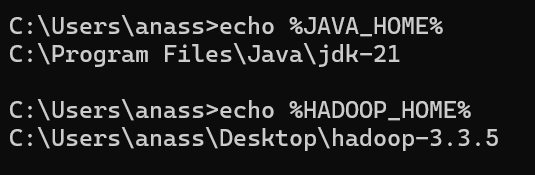 C:\Users\anass>echo %JAVA_HOME%
C:\Program Files\Java\jdk-21
C:\Users\anass>echo %HADOOP_HOME%
C:\Users\anass\Desktop\hadoop-3.3.5